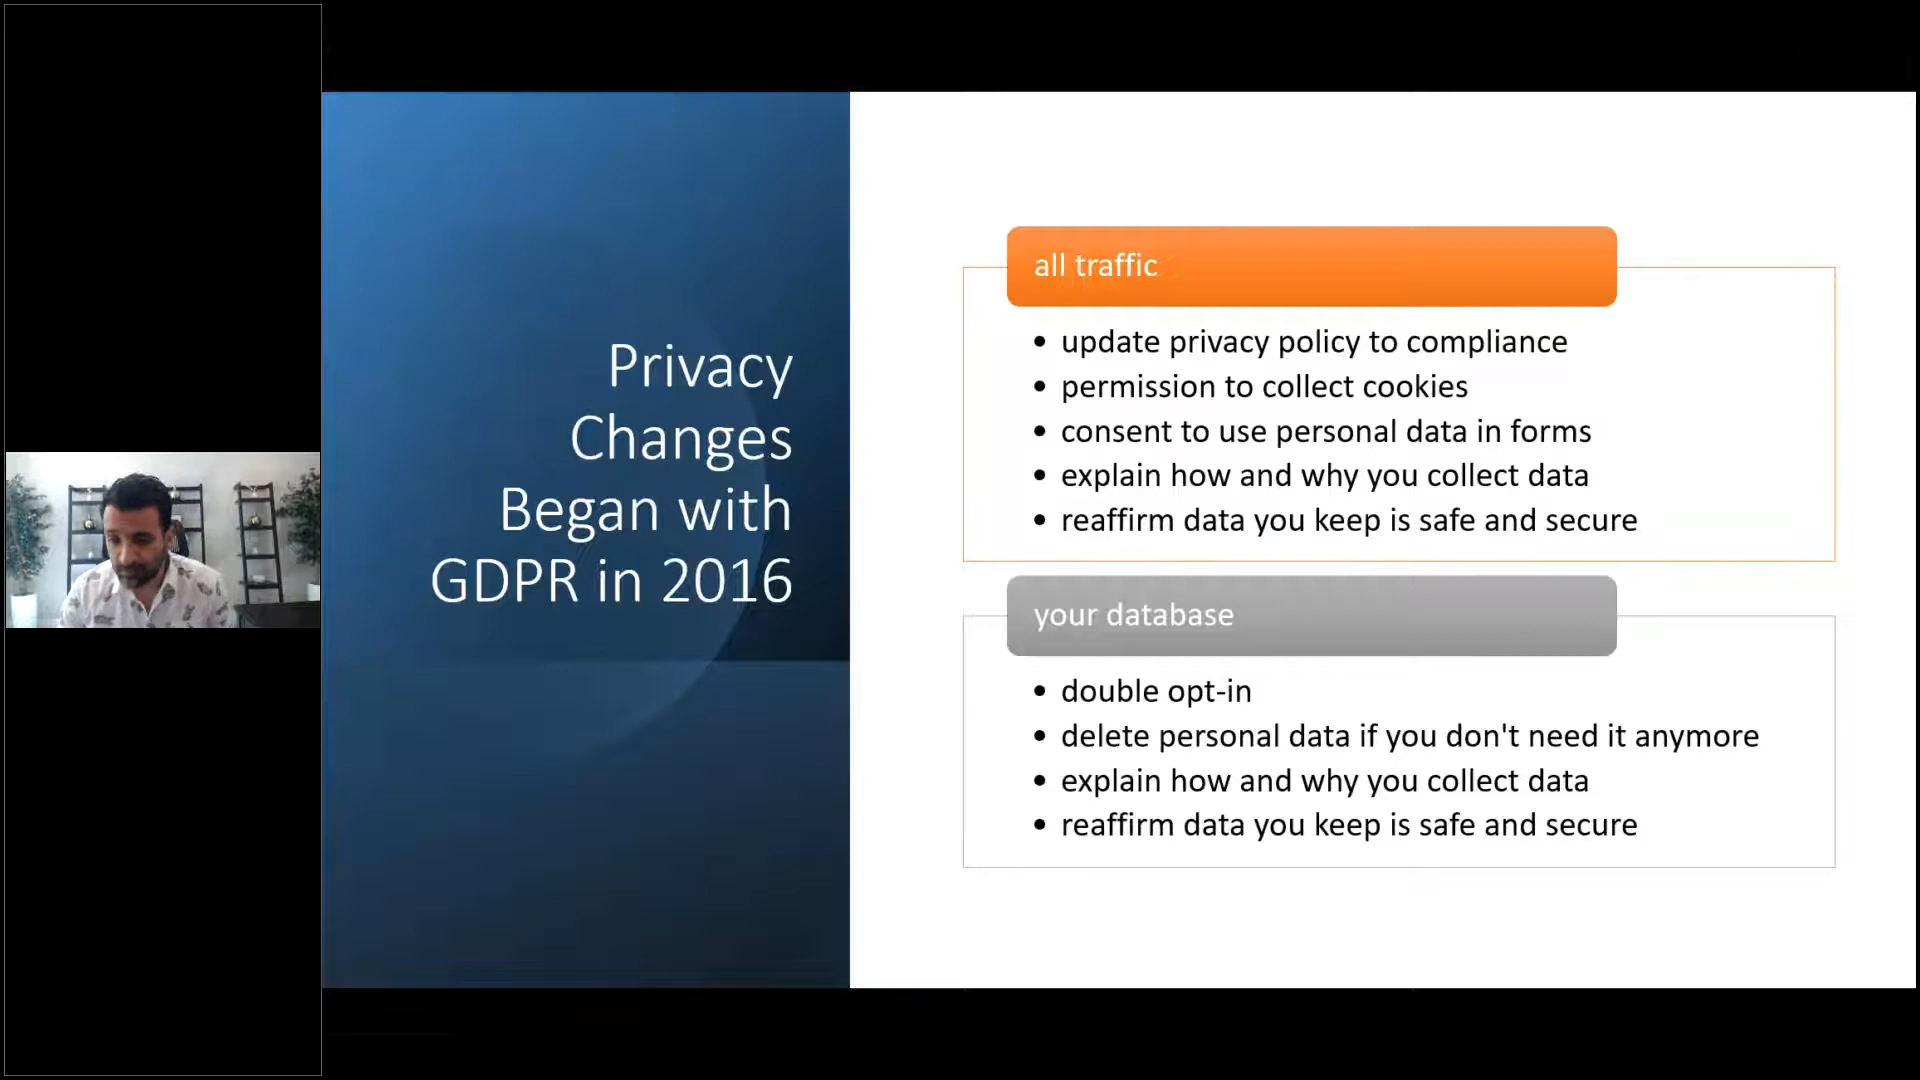 Privacy
Changes
Began with
GDPR in 2016
all traffic
• update privacy policy to compliance
• permission to collect cookies
• consent to use personal data in forms
• explain how and why you collect data
• reaffirm data you keep is safe and secure
your database
• double opt-in
• delete personal data if you don't need it anymore
• explain how and why you collect data
• reaffirm data you keep is safe and secure